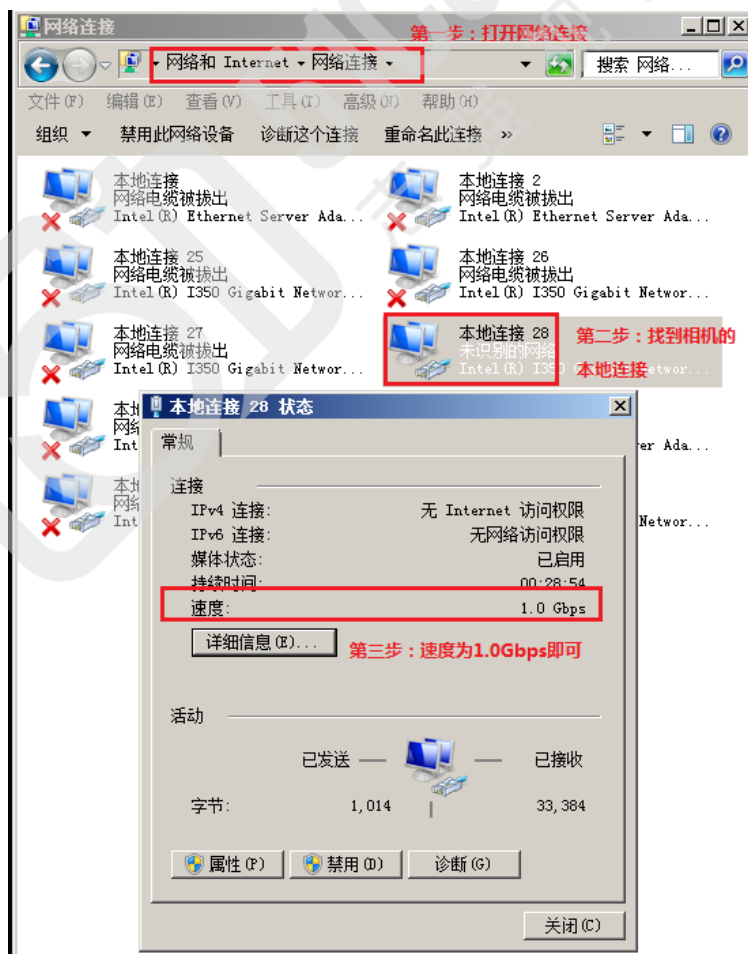 网络连接
第一步：打开网络连接
网络和 Internet 网络连接
搜索 网络...
文件(F) 编辑(E) 查看(V) 工具(T) 高级(N) 帮助(H)
组织 禁用此网络设备 诊断这个连接 重命名此连接 »
本地连接
网络电缆被拔出
Intel(R) Ethernet Server Ada...
本地连接 2
网络电缆被拔出
Intel(R) Ethernet Server Ada...
本地连接 25
网络电缆被拔出
Intel(R) I350 Gigabit Networ...
本地连接 26
网络电缆被拔出
Intel(R) I350 Gigabit Networ...
本地连接 27
网络电缆被拔出
Intel(R) I350 Gigabit Networ...
本地连接 28
未识别的网络
Intel(R) I35
etwor...
第二步：找到相机的
本地连接
本地连接 28 状态
常规
Int
er Ada...
Int
Networ...
连接
IPv4 连接: 无 Internet 访问权限
IPv6 连接: 无网络访问权限
媒体状态: 已启用
持续时间: 00:28:54
速度: 1.0 Gbps
详细信息(E)...
第三步：速度为1.0Gbps即可
活动
已发送 — — 已接收
字节: 1,014 33,384
属性(P) 禁用(D) 诊断(G)
关闭(C)